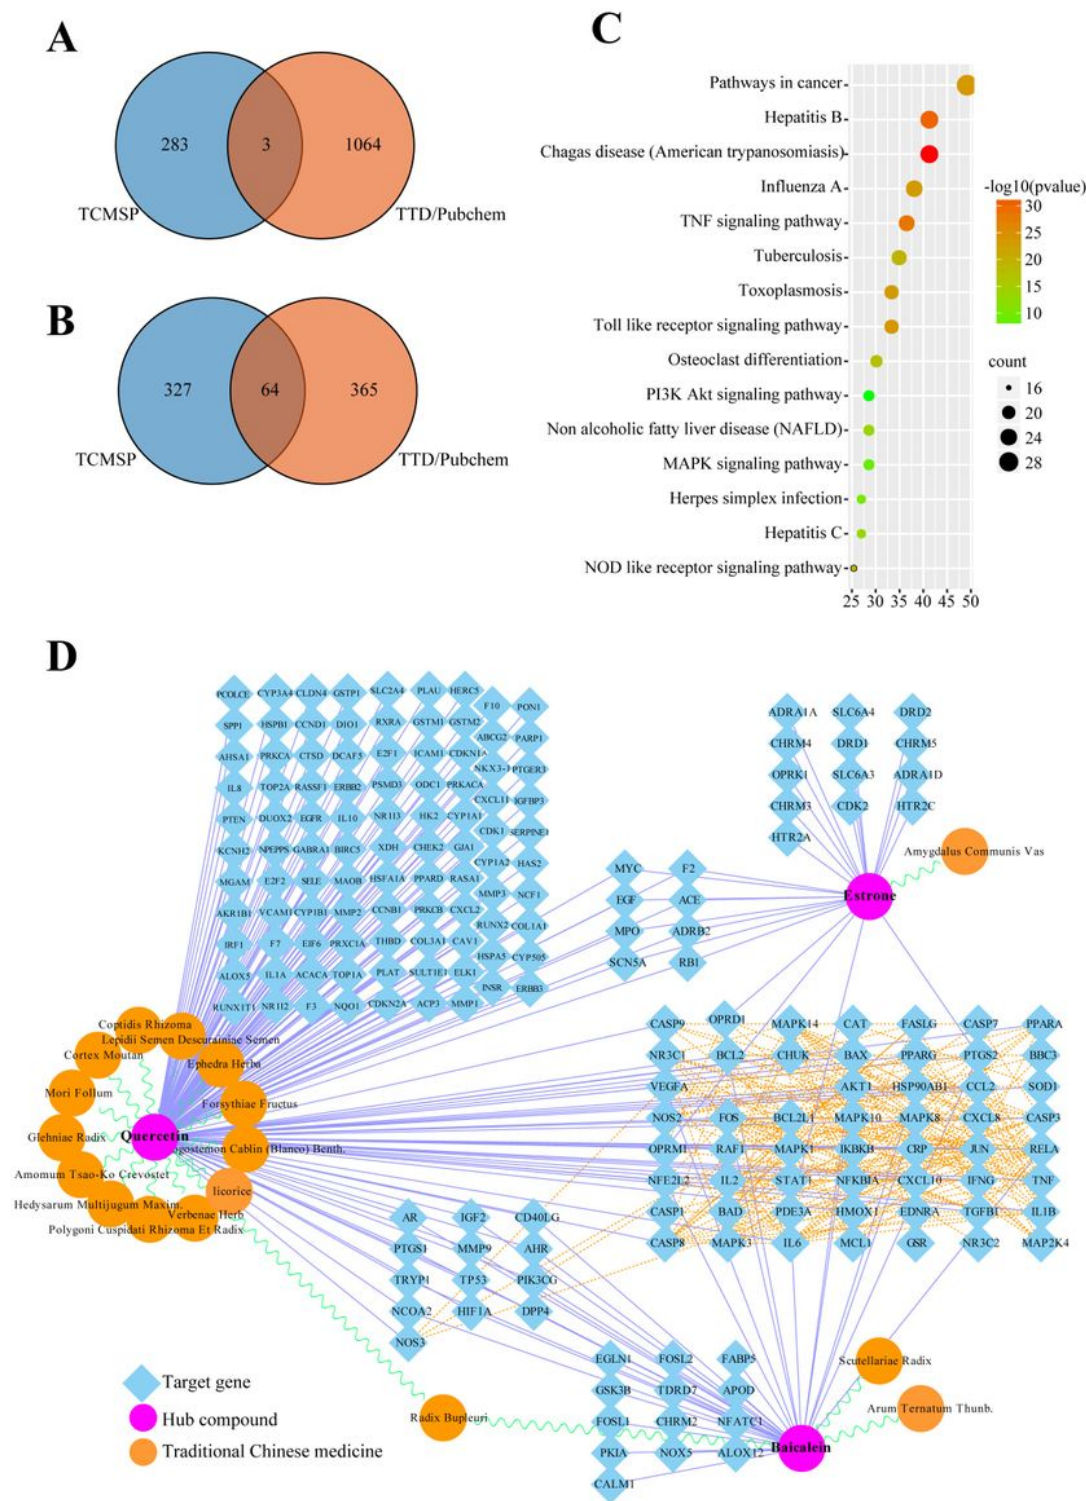 A
283
3
1064
TCMSP
TTD/Pubchem
B
327
64
365
TCMSP
TTD/Pubchem
C
Pathways in cancer
Hepatitis B
Chagas disease (American trypanosomiasis)
Influenza A
TNF signaling pathway
Tuberculosis
Toxoplasmosis
Toll like receptor signaling pathway
Osteoclast differentiation
PI3K Akt signaling pathway
Non alcoholic fatty liver disease (NAFLD)
MAPK signaling pathway
Herpes simplex infection
Hepatitis C
NOD like receptor signaling pathway
25 30 35 40 45 50
-log10(pvalue)
30
25
20
15
10
count
16
20
24
28
D
PCOLCE CYP3A4 CLDN4 GSTP1 SLC2A4 PLAU HERC5
F10 PON1
SPP1 HSPB1 CCND1 DIO1 RXRA GSTM1 GSTM2
ABCG2 PARP1
AHSA1 PRKCA CTSD DCAF5 E2F1 ICAM1 CDKN1A
NKX3-1 PTGER3
IL8 TOP2A RASSF1 ERBB2 PSMD3 ODC1 PRKACA
CXCL11 IGFBP3
PTEN DUOX2 EGFR IL10 NR1I3 HK2 CYP1A1
CDK1 SERPINE1
KCNH2 NPEPPS GABRA1 BIRC5 XDH CHEK2 GJA1
CYP1A2 HAS2
MGAM E2F2 SELE MAOB HSFA1A PPARD RASA1
MMP3 NCF1
AKR1B1 VCAM1 CYP1B1 MMP2 CCNB1 PRKCB CXCL2
RUNX2 COL1A1
IRF1 F7 EIF6 PRXC1A THBD COL3A1 CAV1
HSPA5 CYP505
ALOX5 IL1A ACACA TOP1A PLAT SULT1E1 ELK1
INSR ERBB3
RUNX1T1 NR1I2 F3 NQO1 CDKN2A ACP3 MMP1
ADRA1A SLC6A4 DRD2
CHRM4 DRD1 CHRM5
OPRK1 SLC6A3 ADRA1D
CHRM3 CDK2 HTR2C
HTR2A
Amygdalus Communis Vas
Estrone
MYC F2
EGF ACE
MPO ADRB2
SCN5A RB1
CASP9 OPRD1 MAPK14 CAT FASLG CASP7 PPARA
NR3C1 BCL2 CHUK BAX PPARG PTGS2 BBC3
VEGFA AKT1 HSP90AB1 CCL2 SOD1
NOS2 FOS BCL2L1 MAPK10 MAPK8 CXCL8 CASP3
OPRM1 RAF1 MAPK1 IKBKB CRP JUN RELA
NFE2L2 IL2 STAT1 NFKBIA CXCL10 IFNG TNF
CASP1 BAD PDE3A HMOX1 EDNRA TGFB1 IL1B
CASP8 MAPK3 IL6 MCL1 GSR NR3C2 MAP2K4
Coptidis Rhizoma
Lepidii Semen Descurainiae Semen
Cortex Moutan
Ephedra Herba
Mori Follum
Forsythiae Fructus
Glehniae Radix
Quercetin
ogostemon Cablin (Blanco) Benth.
Amomum Tsao-Ko Crevostet
licorice
Hedysarum Multijugum Maxim.
Verbenae Herb
Polygoni Cuspidati Rhizoma Et Radix
AR IGF2 CD40LG
PTGS1 MMP9 AHR
TRYP1 TP53 PIK3CG
NCOA2 HIF1A DPP4
NOS3
EGLN1 FOSL2 FABP5
GSK3B TDRD7 APOD
FOSL1 CHRM2 NFATC1
PKIA NOX5 ALOX12
CALM1
Scutellariae Radix
Arum Ternatum Thunb.
Radix Bupleuri
Baicalein
Target gene
Hub compound
Traditional Chinese medicine